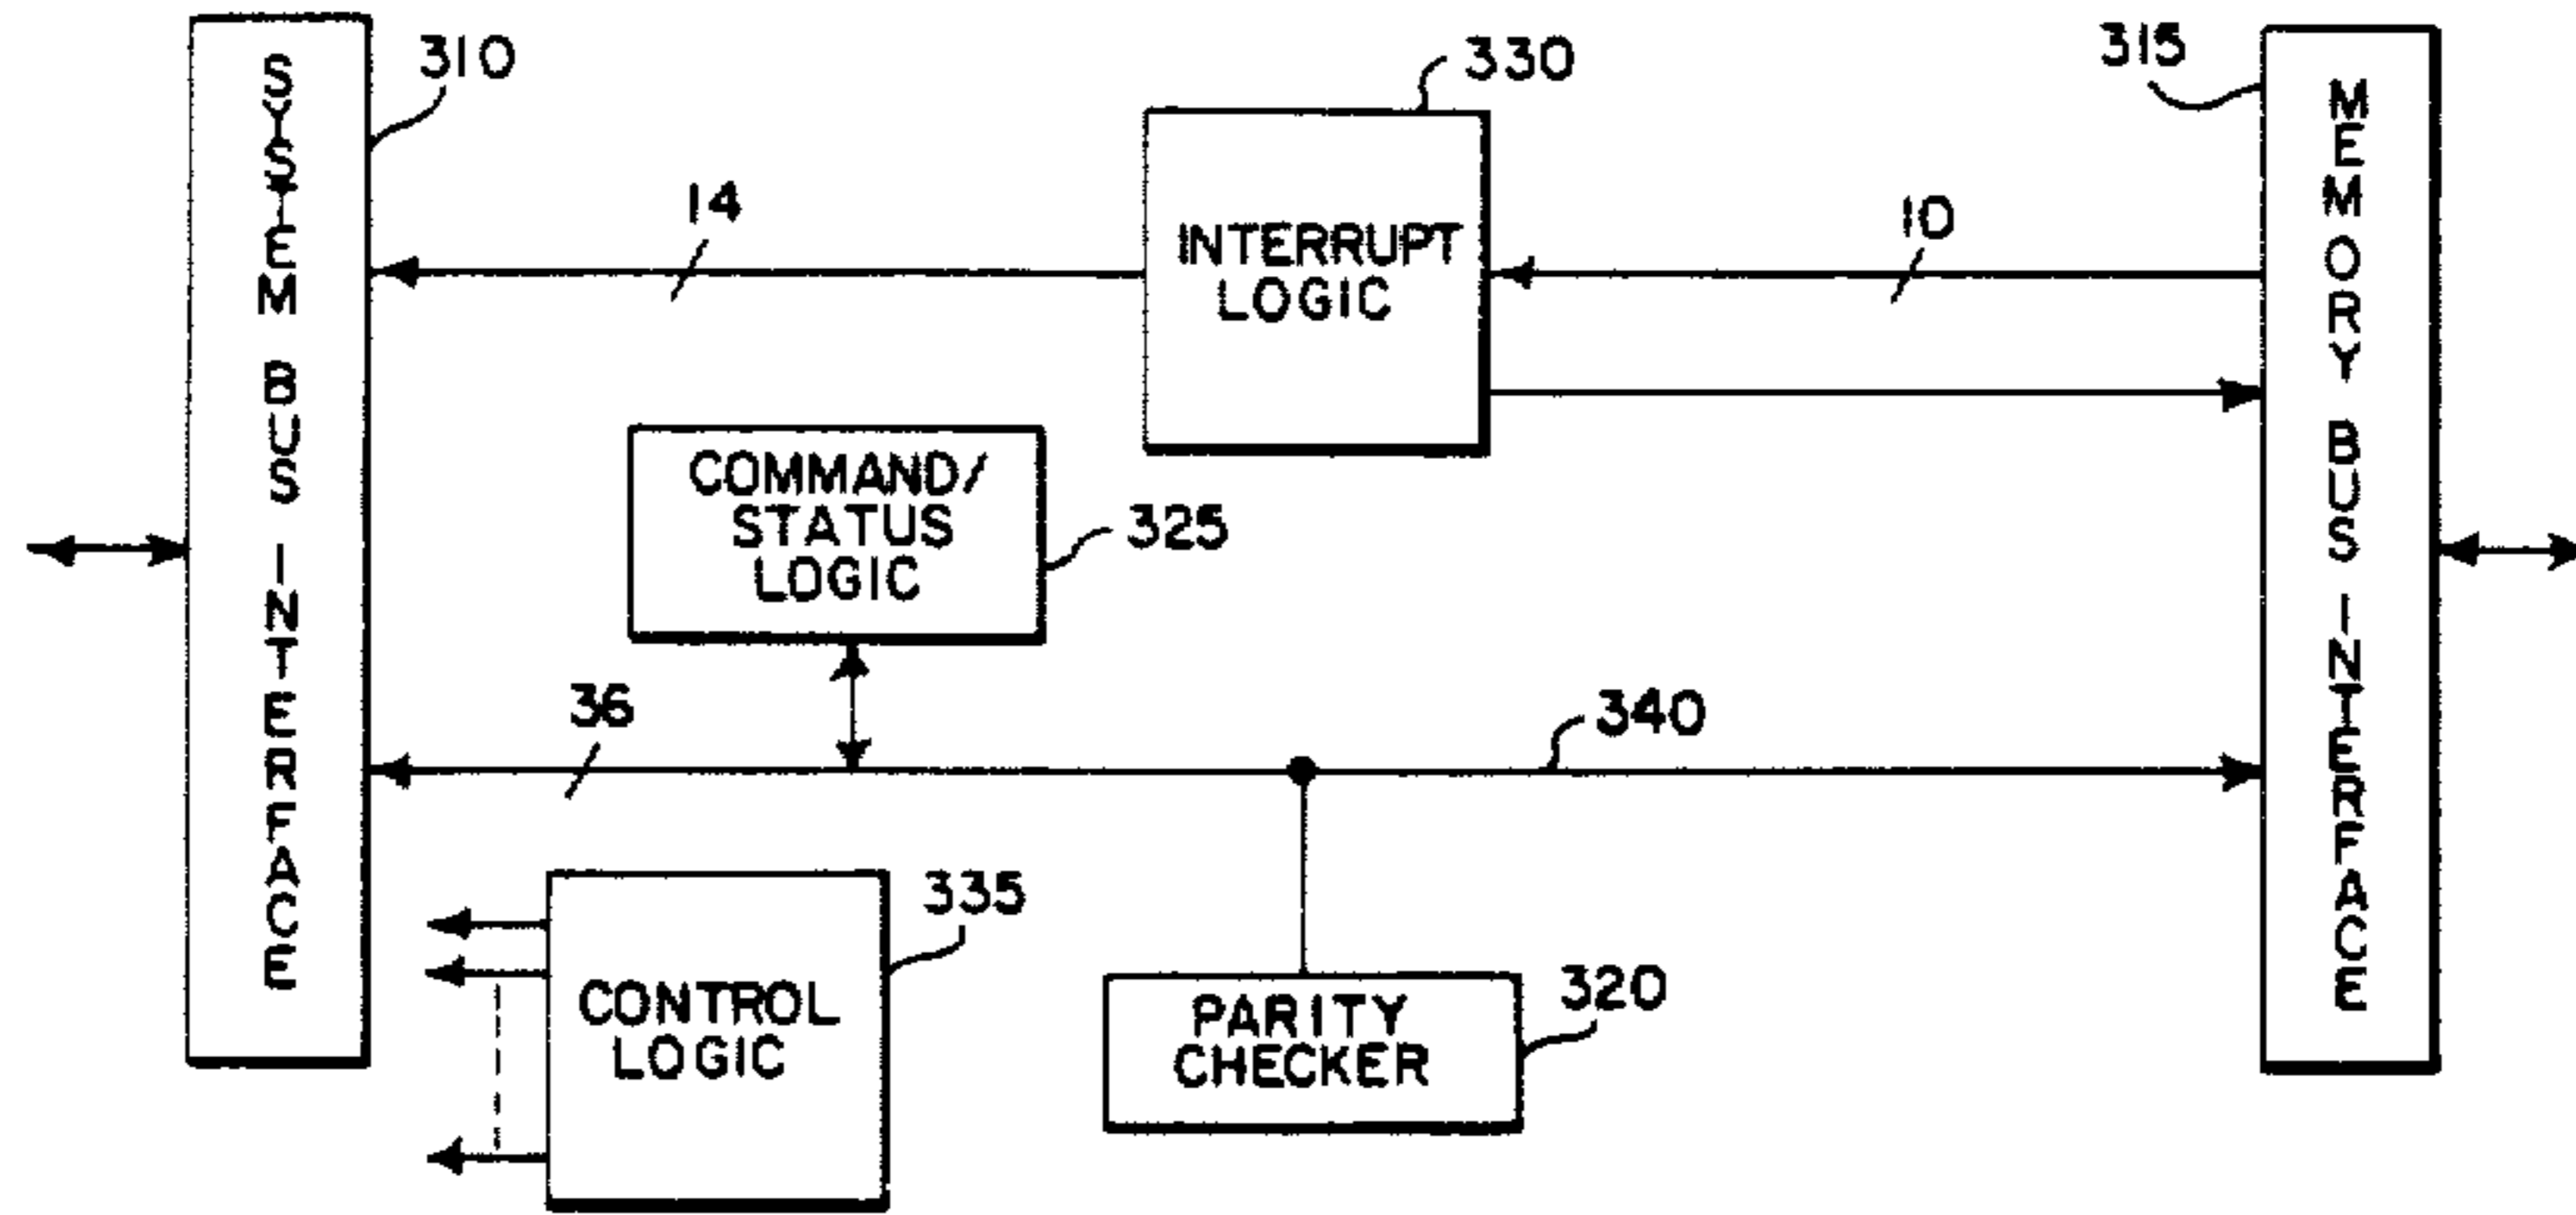 SYSTEM BUS INTERFACE
310
14
330
INTERRUPT
LOGIC
10
315
MEMORY BUS INTERFACE
COMMAND/
STATUS
LOGIC
325
36
340
335
CONTROL
LOGIC
320
PARITY
CHECKER